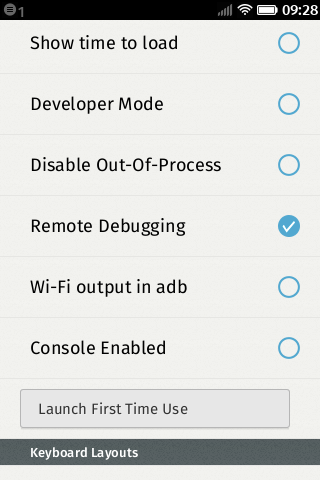 1 09:28
Show time to load
Developer Mode
Disable Out-Of-Process
Remote Debugging
Wi-Fi output in adb
Console Enabled
Launch First Time Use
Keyboard Layouts